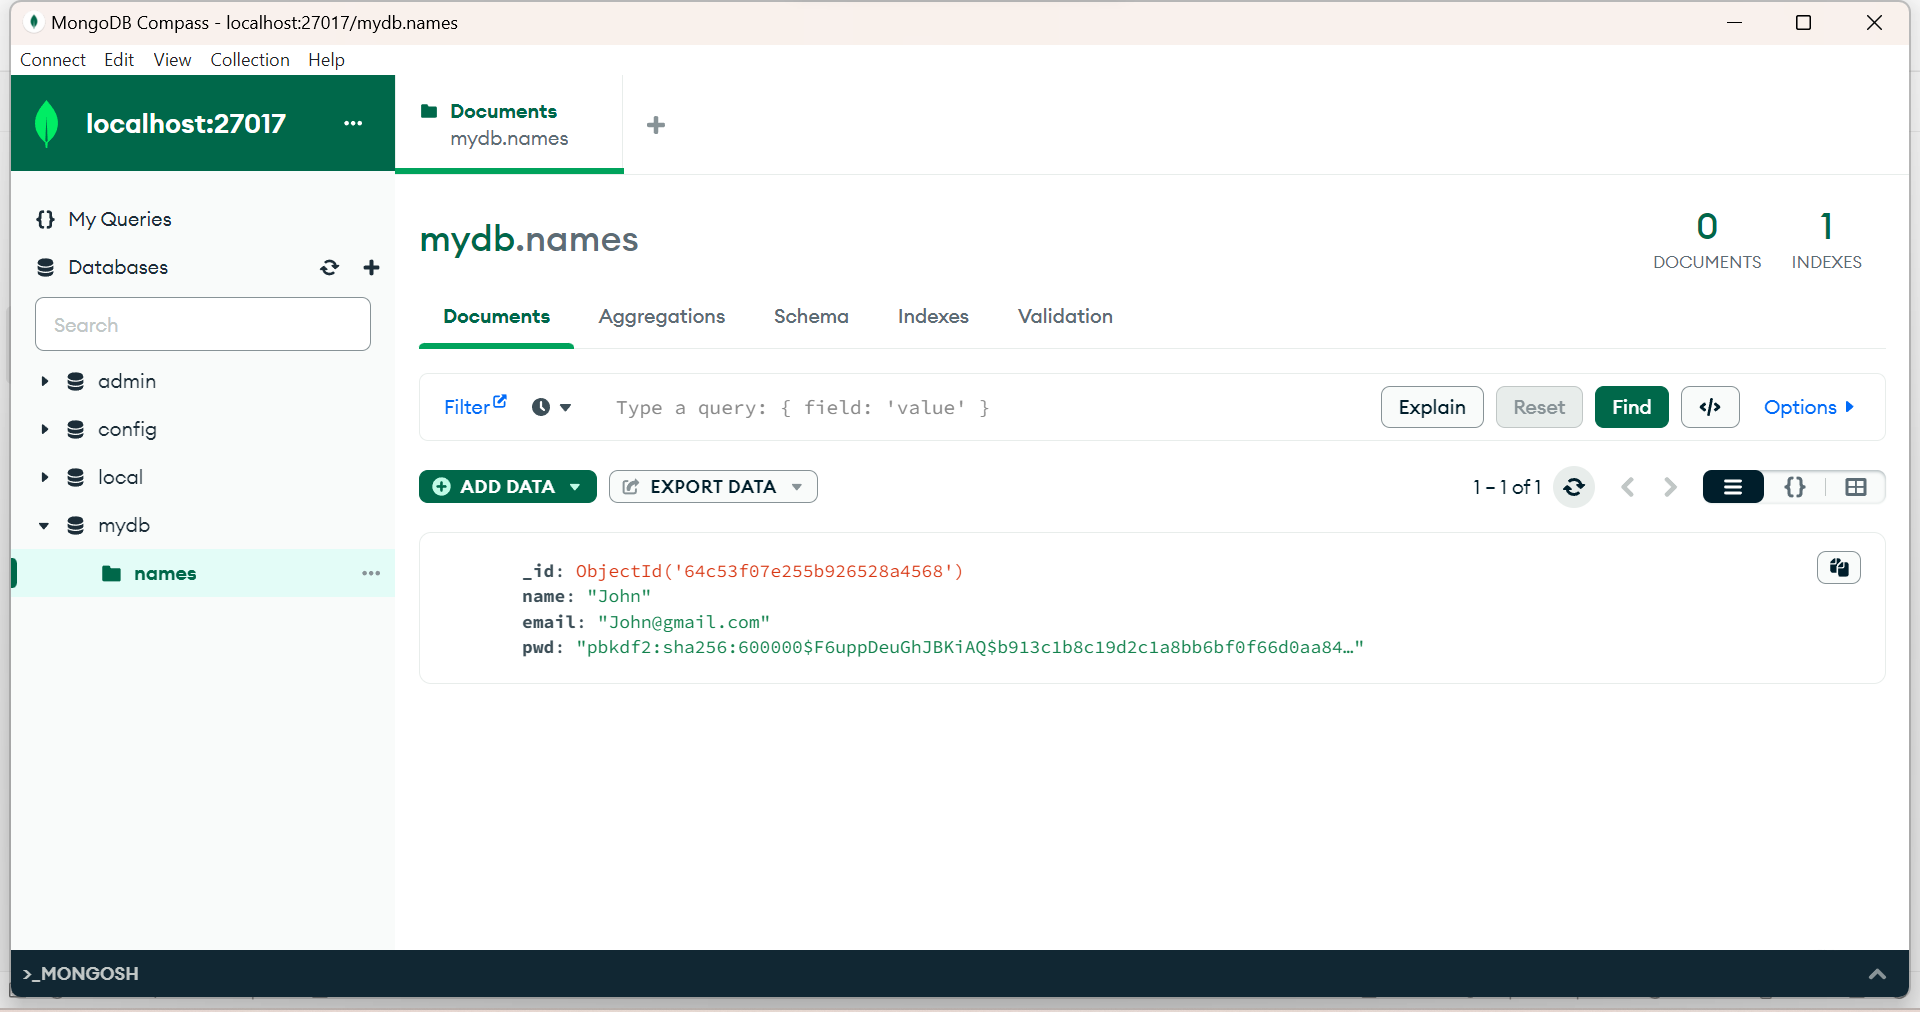 MongoDB Compass - localhost:27017/mydb.names
Connect Edit View Collection Help
localhost:27017 ...
Documents
mydb.names
+
{} My Queries
Databases
Search
admin
config
local
mydb
names ...
mydb.names
0
DOCUMENTS
1
INDEXES
Documents Aggregations Schema Indexes Validation
Filter Type a query: { field: 'value' } Explain Reset Find </> Options
ADD DATA EXPORT DATA 1 – 1 of 1 {}
_id: ObjectId('64c53f07e255b926528a4568')
name: "John"
email: "John@gmail.com"
pwd: "pbkdf2:sha256:600000$F6uppDeuGhJBKiAQ$b913c1b8c19d2c1a8bb6bf0f66d0aa84…"
>_MONGOSH